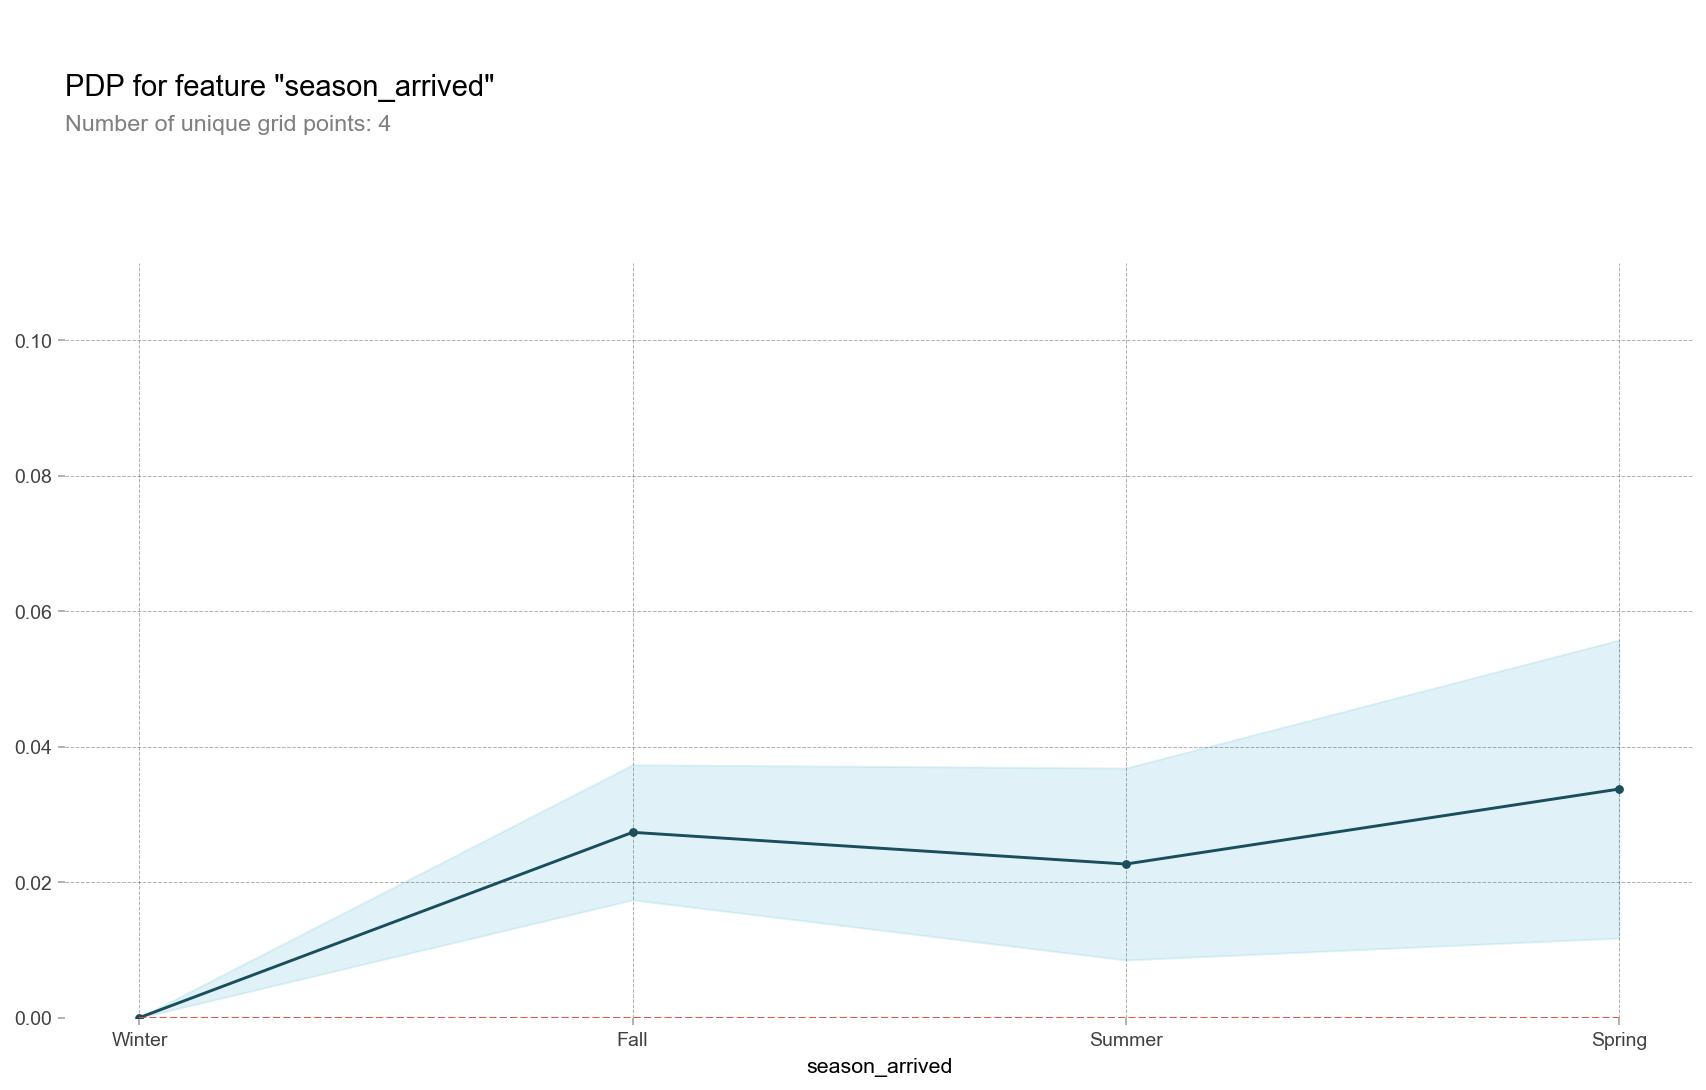 PDP for feature "season_arrived"
Number of unique grid points: 4
0.10
0.08
0.06
0.04
0.02
0.00
Winter Fall Summer Spring
season_arrived